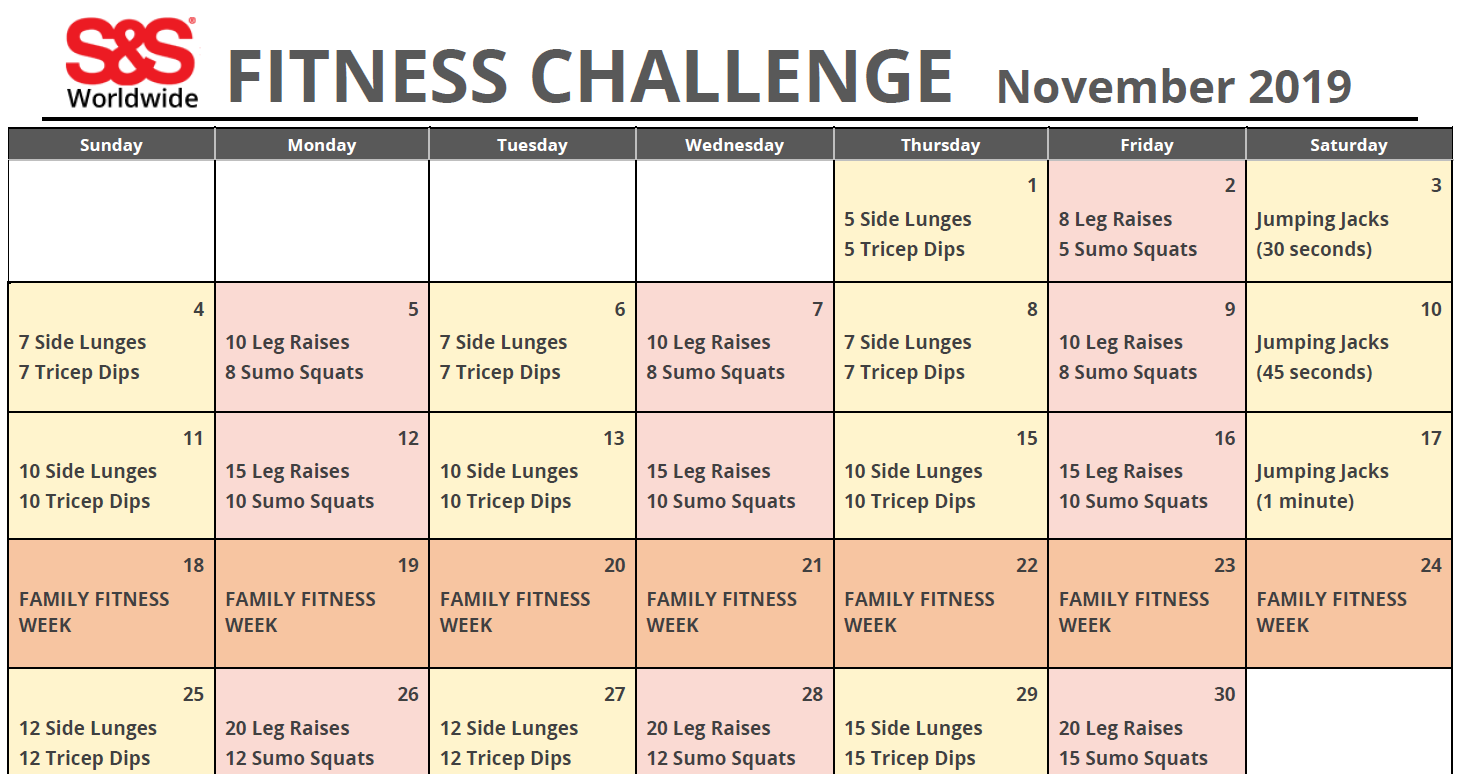 S&S®
Worldwide
FITNESS CHALLENGE November 2019
Sunday Monday Tuesday Wednesday Thursday Friday Saturday
1 2 3
5 Side Lunges 8 Leg Raises Jumping Jacks
5 Tricep Dips 5 Sumo Squats (30 seconds)
4 5 6 7 8 9 10
7 Side Lunges 10 Leg Raises 7 Side Lunges 10 Leg Raises 7 Side Lunges 10 Leg Raises Jumping Jacks
7 Tricep Dips 8 Sumo Squats 7 Tricep Dips 8 Sumo Squats 7 Tricep Dips 8 Sumo Squats (45 seconds)
11 12 13 15 16 17
10 Side Lunges 15 Leg Raises 10 Side Lunges 15 Leg Raises 10 Side Lunges 15 Leg Raises Jumping Jacks
10 Tricep Dips 10 Sumo Squats 10 Tricep Dips 10 Sumo Squats 10 Tricep Dips 10 Sumo Squats (1 minute)
18 19 20 21 22 23 24
FAMILY FITNESS FAMILY FITNESS FAMILY FITNESS FAMILY FITNESS FAMILY FITNESS FAMILY FITNESS FAMILY FITNESS
WEEK WEEK WEEK WEEK WEEK WEEK WEEK
25 26 27 28 29 30
12 Side Lunges 20 Leg Raises 12 Side Lunges 20 Leg Raises 15 Side Lunges 20 Leg Raises
12 Tricep Dips 12 Sumo Squats 12 Tricep Dips 12 Sumo Squats 15 Tricep Dips 15 Sumo Squats